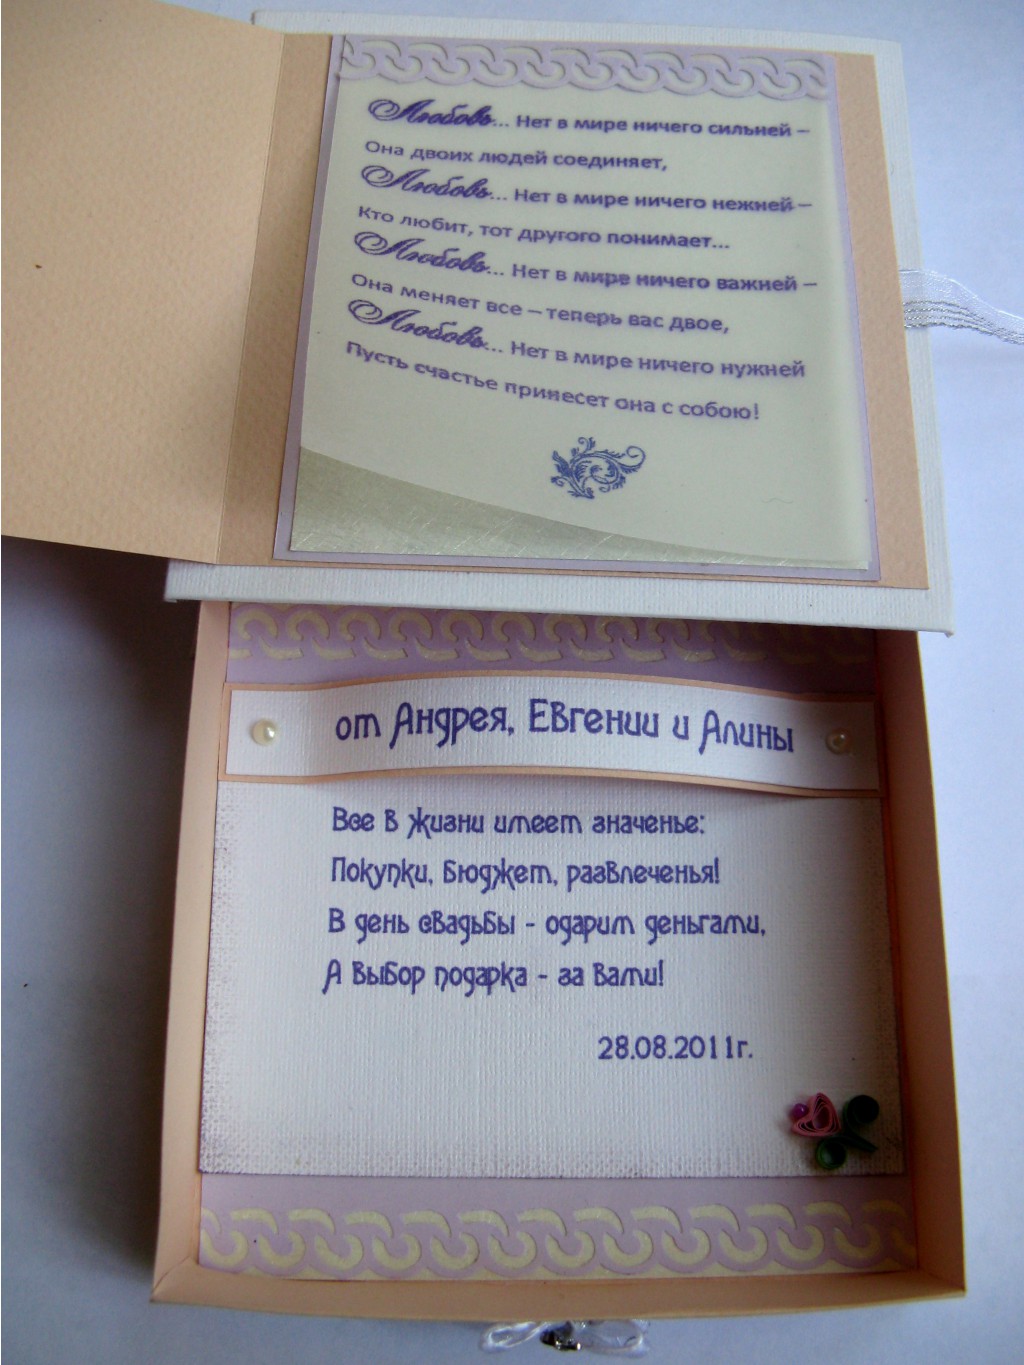 Любовь... Нет в мире ничего сильней –
Она двоих людей соединяет,
Любовь... Нет в мире ничего нежней –
Кто любит, тот другого понимает...
Любовь... Нет в мире ничего важней –
Она меняет все – теперь вас двое,
Любовь... Нет в мире ничего нужней
Пусть счастье принесет она с собою!
от Андрея, Евгении и Алины
Все в жизни имеет значенье:
Покупки, бюджет, развлеченья!
В день свадьбы - одарим деньгами,
А выбор подарка - за вами!
28.08.2011г.